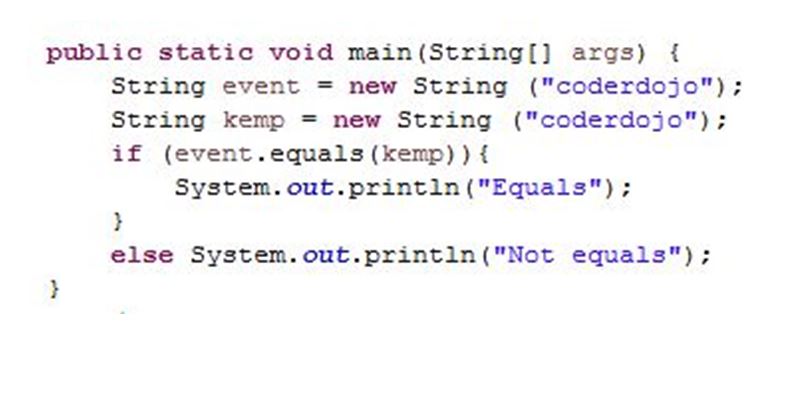 public static void main(String[] args) {
    String event = new String ("coderdojo");
    String kemp = new String ("coderdojo");
    if (event.equals(kemp)){
        System.out.println("Equals");
    }
    else System.out.println("Not equals");
}